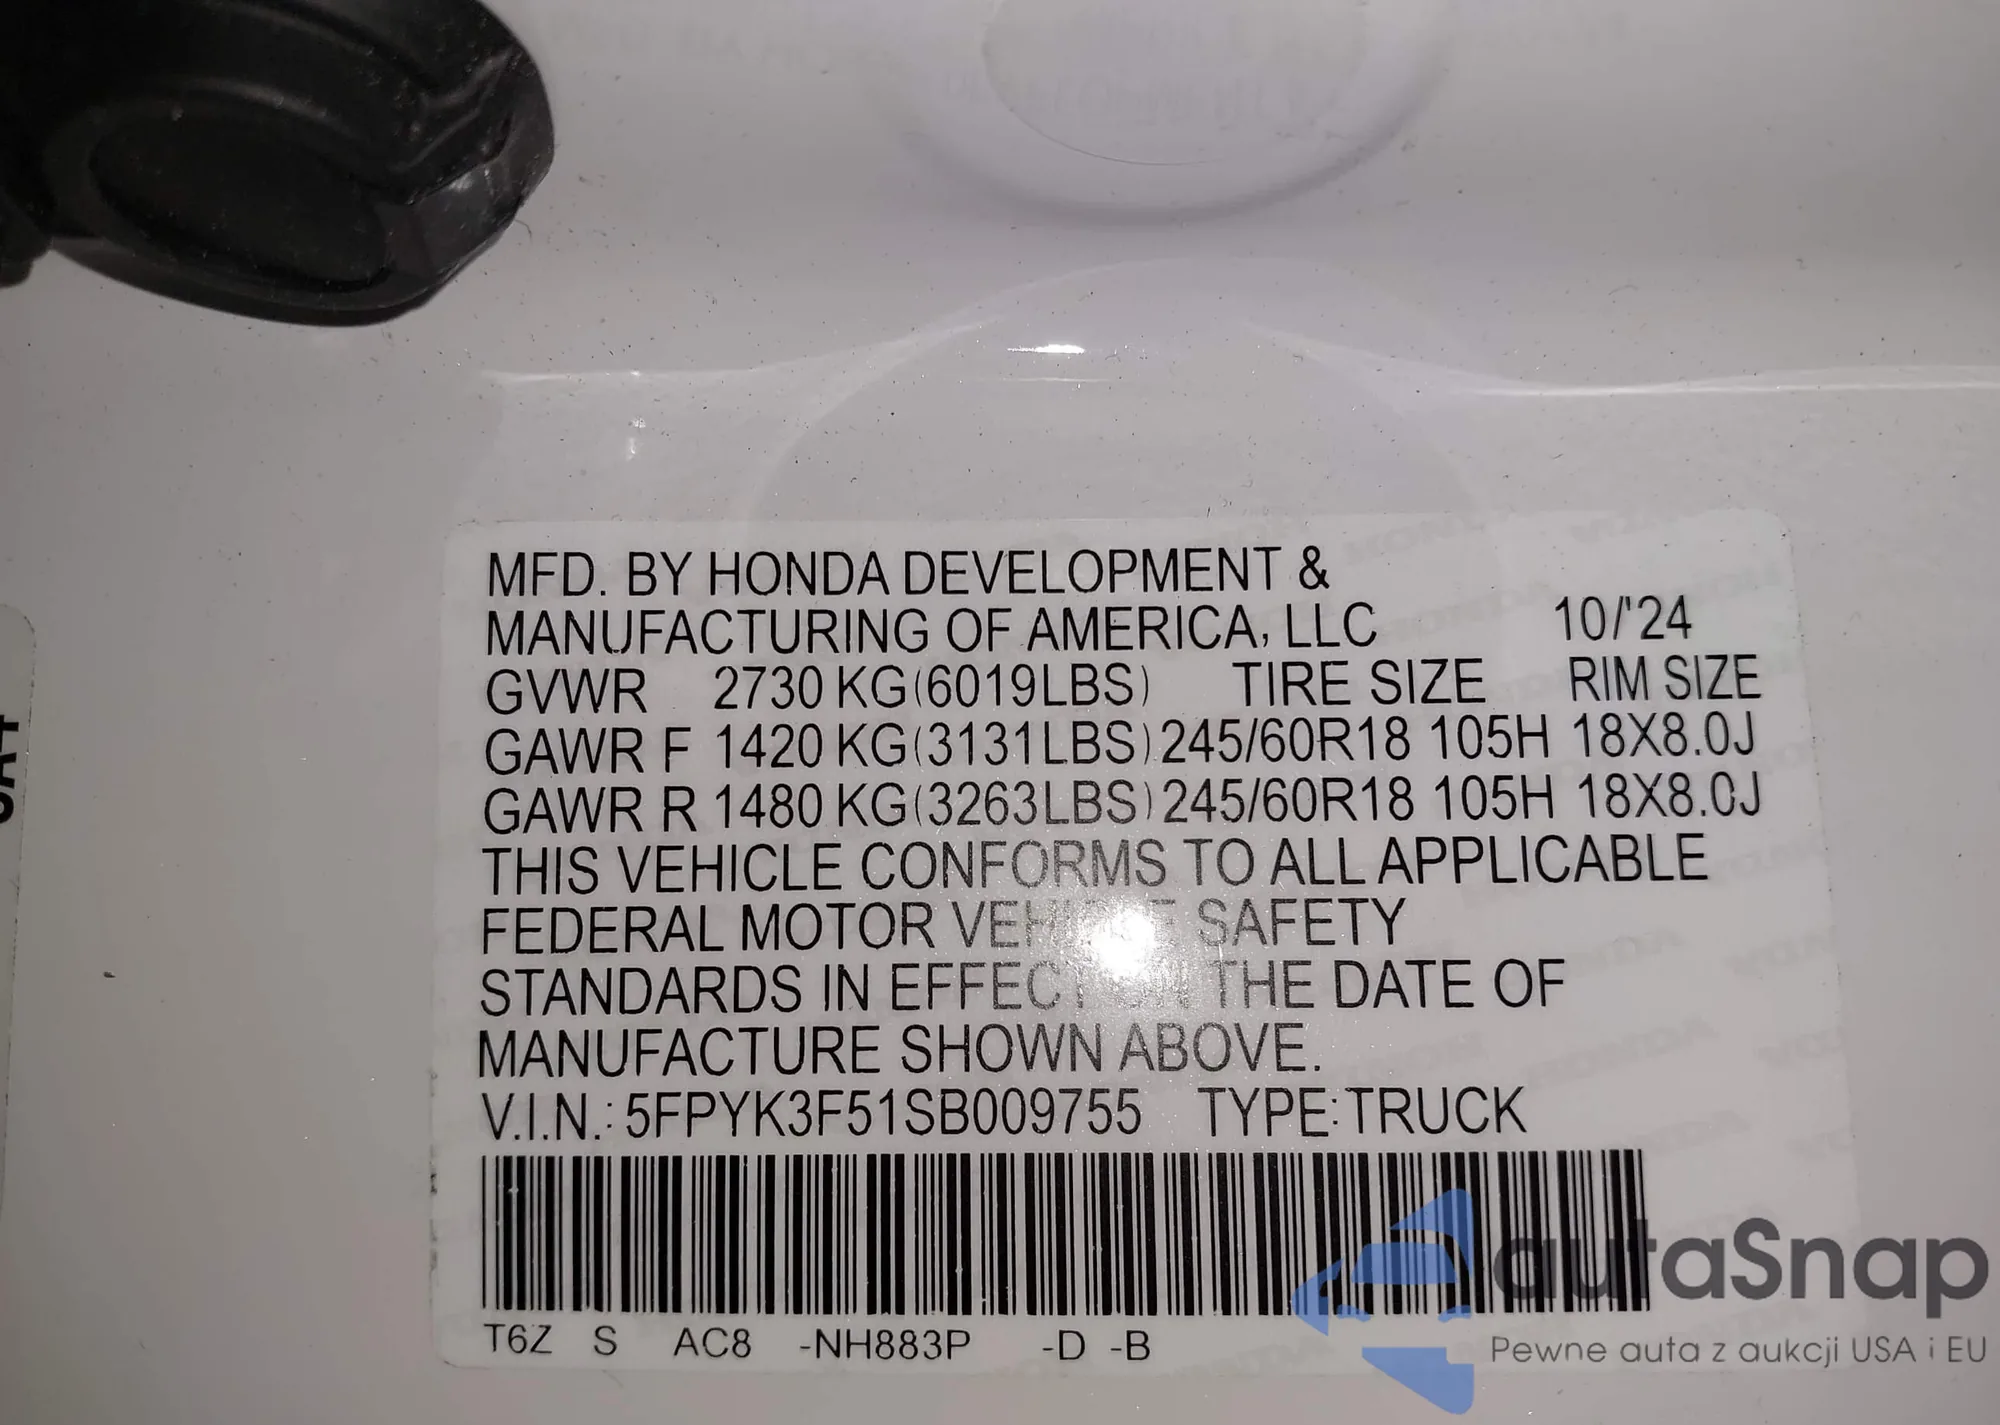 MFD. BY HONDA DEVELOPMENT &
MANUFACTURING OF AMERICA, LLC 10/'24
GVWR 2730 KG(6019LBS) TIRE SIZE RIM SIZE
GAWR F 1420 KG(3131LBS) 245/60R18 105H 18X8.0J
GAWR R 1480 KG(3263LBS) 245/60R18 105H 18X8.0J
THIS VEHICLE CONFORMS TO ALL APPLICABLE
FEDERAL MOTOR VEHICLE SAFETY
STANDARDS IN EFFECT ON THE DATE OF
MANUFACTURE SHOWN ABOVE.
V.I.N.: 5FPYK3F51SB009755 TYPE:TRUCK
T6Z S AC8 -NH883P -D -B
autaSnap
Pewne auta z aukcji USA i EU